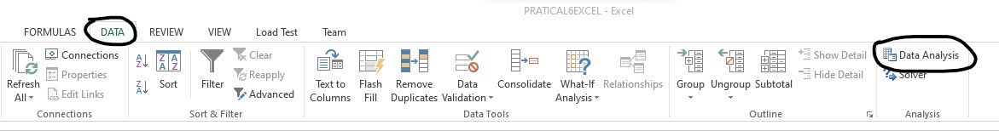 PRATICAL6EXCEL - Excel
FORMULAS DATA REVIEW VIEW Load Test Team
Refresh All
Connections
Properties
Edit Links
Connections
A Z
Z A
Z A A Z
Sort
Filter
Clear
Reapply
Advanced
Sort & Filter
Text to Columns
Flash Fill
Remove Duplicates
Data Validation
Consolidate
What-If Analysis
Relationships
Data Tools
Group
Ungroup
Subtotal
Show Detail
Hide Detail
Outline
Data Analysis
Solver
Analysis